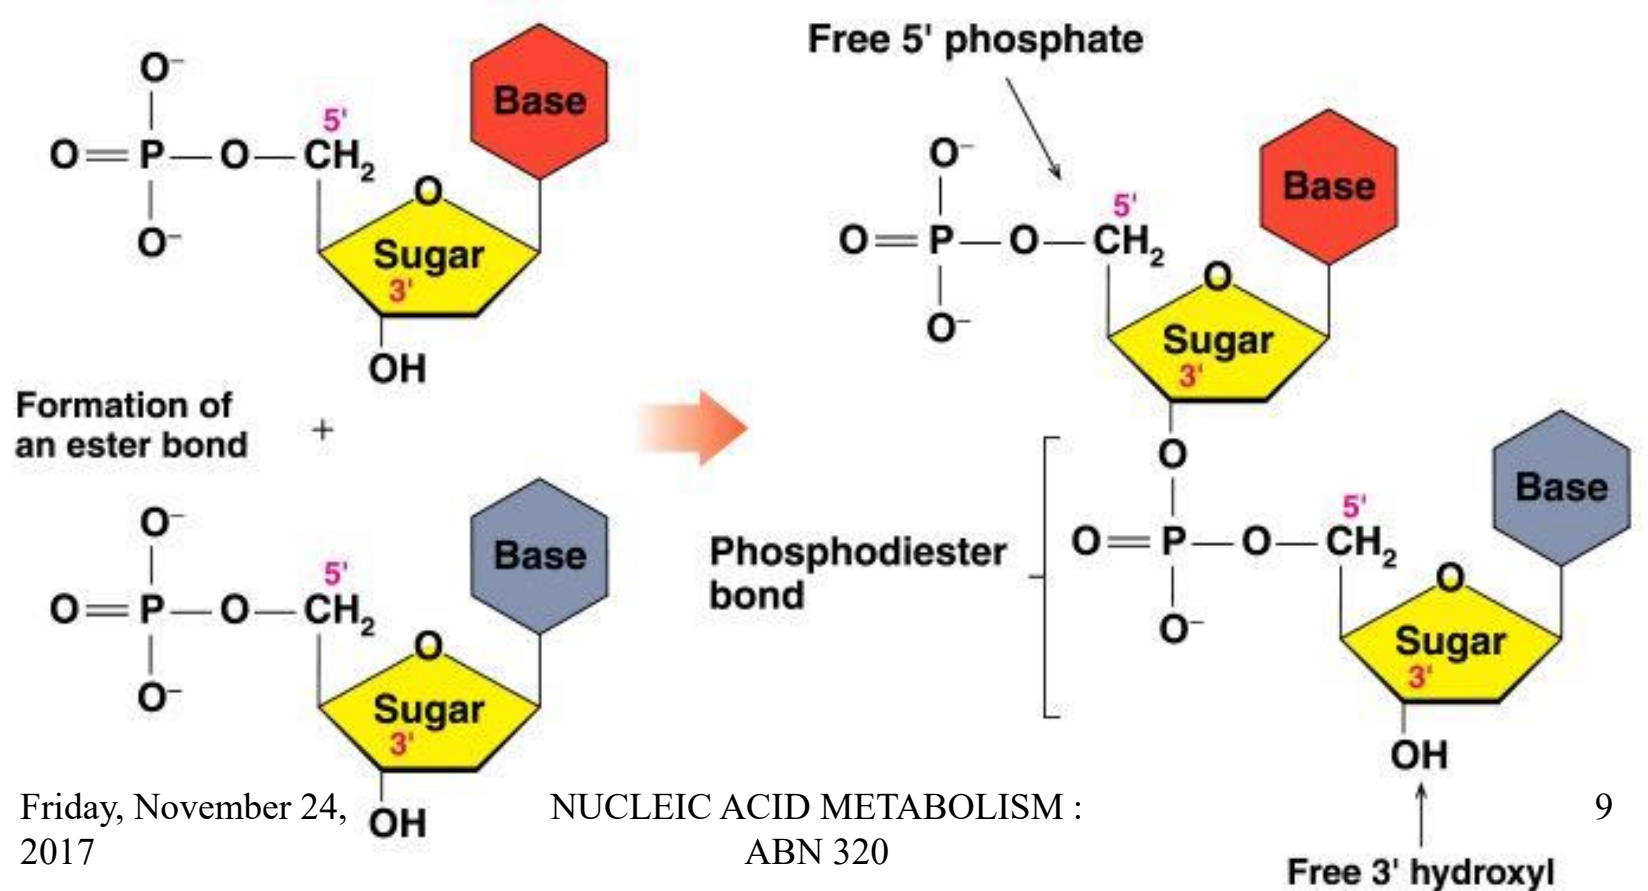 Free 5' phosphate
O⁻
5'
Base
O=P—O—CH₂
O
O⁻
Sugar
3'
OH
Formation of
an ester bond
+
O⁻
5'
Base
O=P—O—CH₂
O
O⁻
Sugar
3'
OH
O⁻
5'
Base
O=P—O—CH₂
O
O⁻
Sugar
3'
O
Phosphodiester
bond
5'
Base
O=P—O—CH₂
O
O⁻
Sugar
3'
OH
Free 3' hydroxyl
Friday, November 24,
2017
NUCLEIC ACID METABOLISM :
ABN 320
9